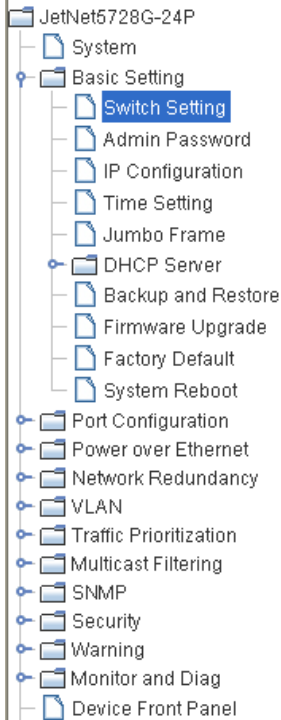 JetNet5728G-24P
System
Basic Setting
Switch Setting
Admin Password
IP Configuration
Time Setting
Jumbo Frame
DHCP Server
Backup and Restore
Firmware Upgrade
Factory Default
System Reboot
Port Configuration
Power over Ethernet
Network Redundancy
VLAN
Traffic Prioritization
Multicast Filtering
SNMP
Security
Warning
Monitor and Diag
Device Front Panel